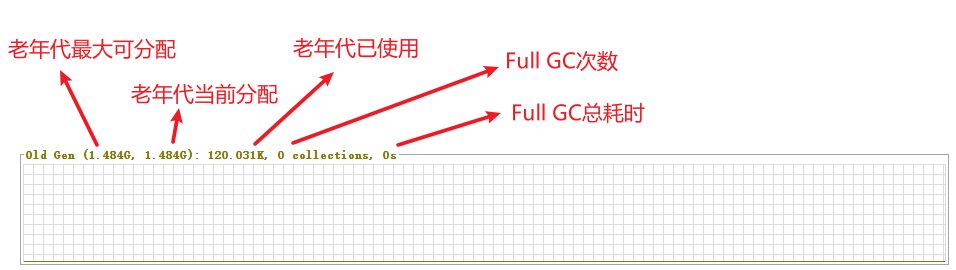 老年代最大可分配
老年代当前分配
老年代已使用
Full GC次数
Full GC总耗时
Old Gen (1.484G, 1.484G): 120.031K, 0 collections, 0s